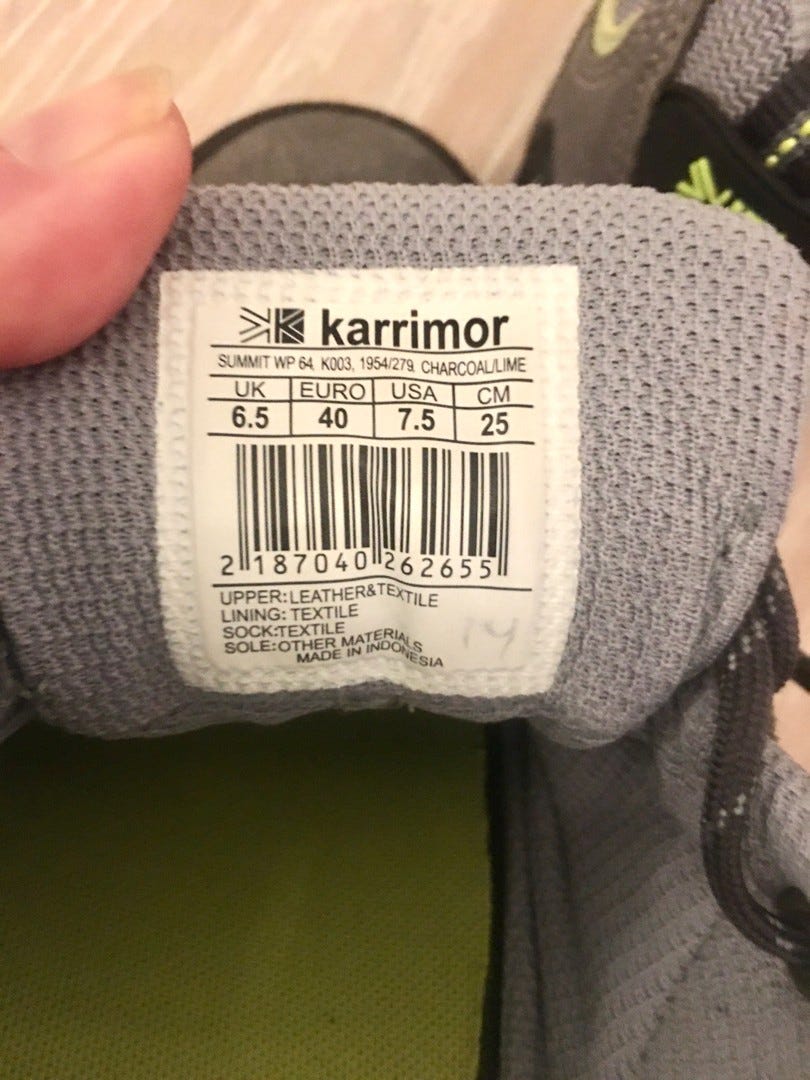 karrimor
SUMMIT WP 64, K003, 1954/279, CHARCOAL/LIME
UK EURO USA CM
6.5 40 7.5 25
2 187040 262655
UPPER:LEATHER&TEXTILE
LINING: TEXTILE
SOCK:TEXTILE
SOLE:OTHER MATERIALS
MADE IN INDONESIA